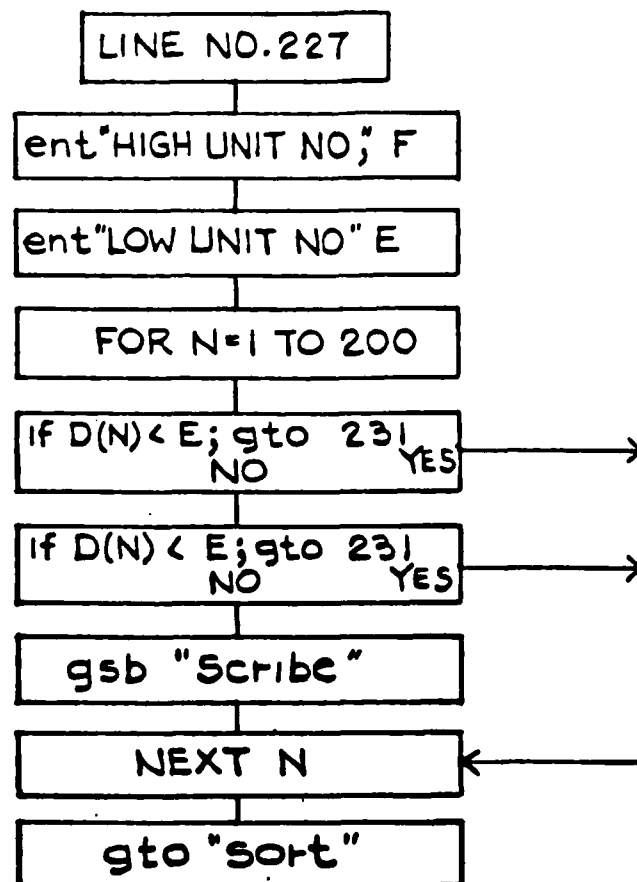 LINE NO.227
ent"HIGH UNIT NO," F
ent"LOW UNIT NO" E
FOR N=1 TO 200
If D(N) < E; gto 231
NO YES
If D(N) < E; gto 231
NO YES
gsb "Scribe"
NEXT N
gto "Sort"